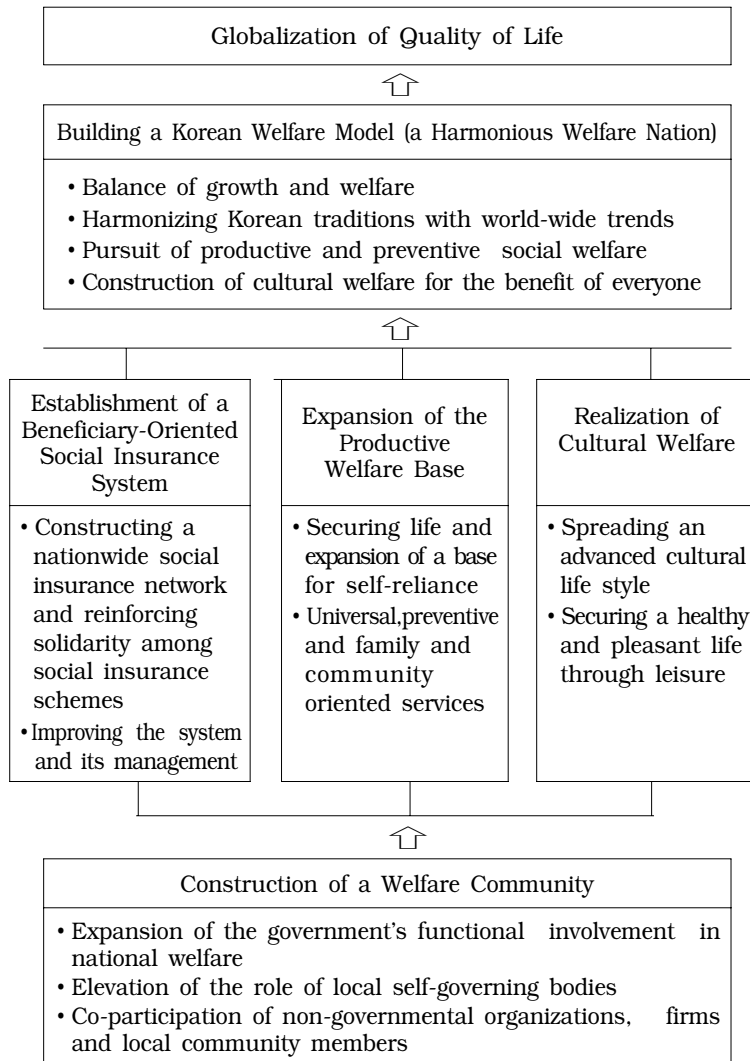 Globalization of Quality of Life
Building a Korean Welfare Model (a Harmonious Welfare Nation)
• Balance of growth and welfare
• Harmonizing Korean traditions with world-wide trends
• Pursuit of productive and preventive social welfare
• Construction of cultural welfare for the benefit of everyone
Establishment of a
Beneficiary-Oriented
Social Insurance
System
• Constructing a
nationwide social
insurance network
and reinforcing
solidarity among
social insurance
schemes
• Improving the system
and its management
Expansion of the
Productive
Welfare Base
• Securing life and
expansion of a base
for self-reliance
• Universal,preventive
and family and
community
oriented services
Realization of
Cultural Welfare
• Spreading an
advanced cultural
life style
• Securing a healthy
and pleasant life
through leisure
Construction of a Welfare Community
• Expansion of the government's functional involvement in
national welfare
• Elevation of the role of local self-governing bodies
• Co-participation of non-governmental organizations, firms
and local community members